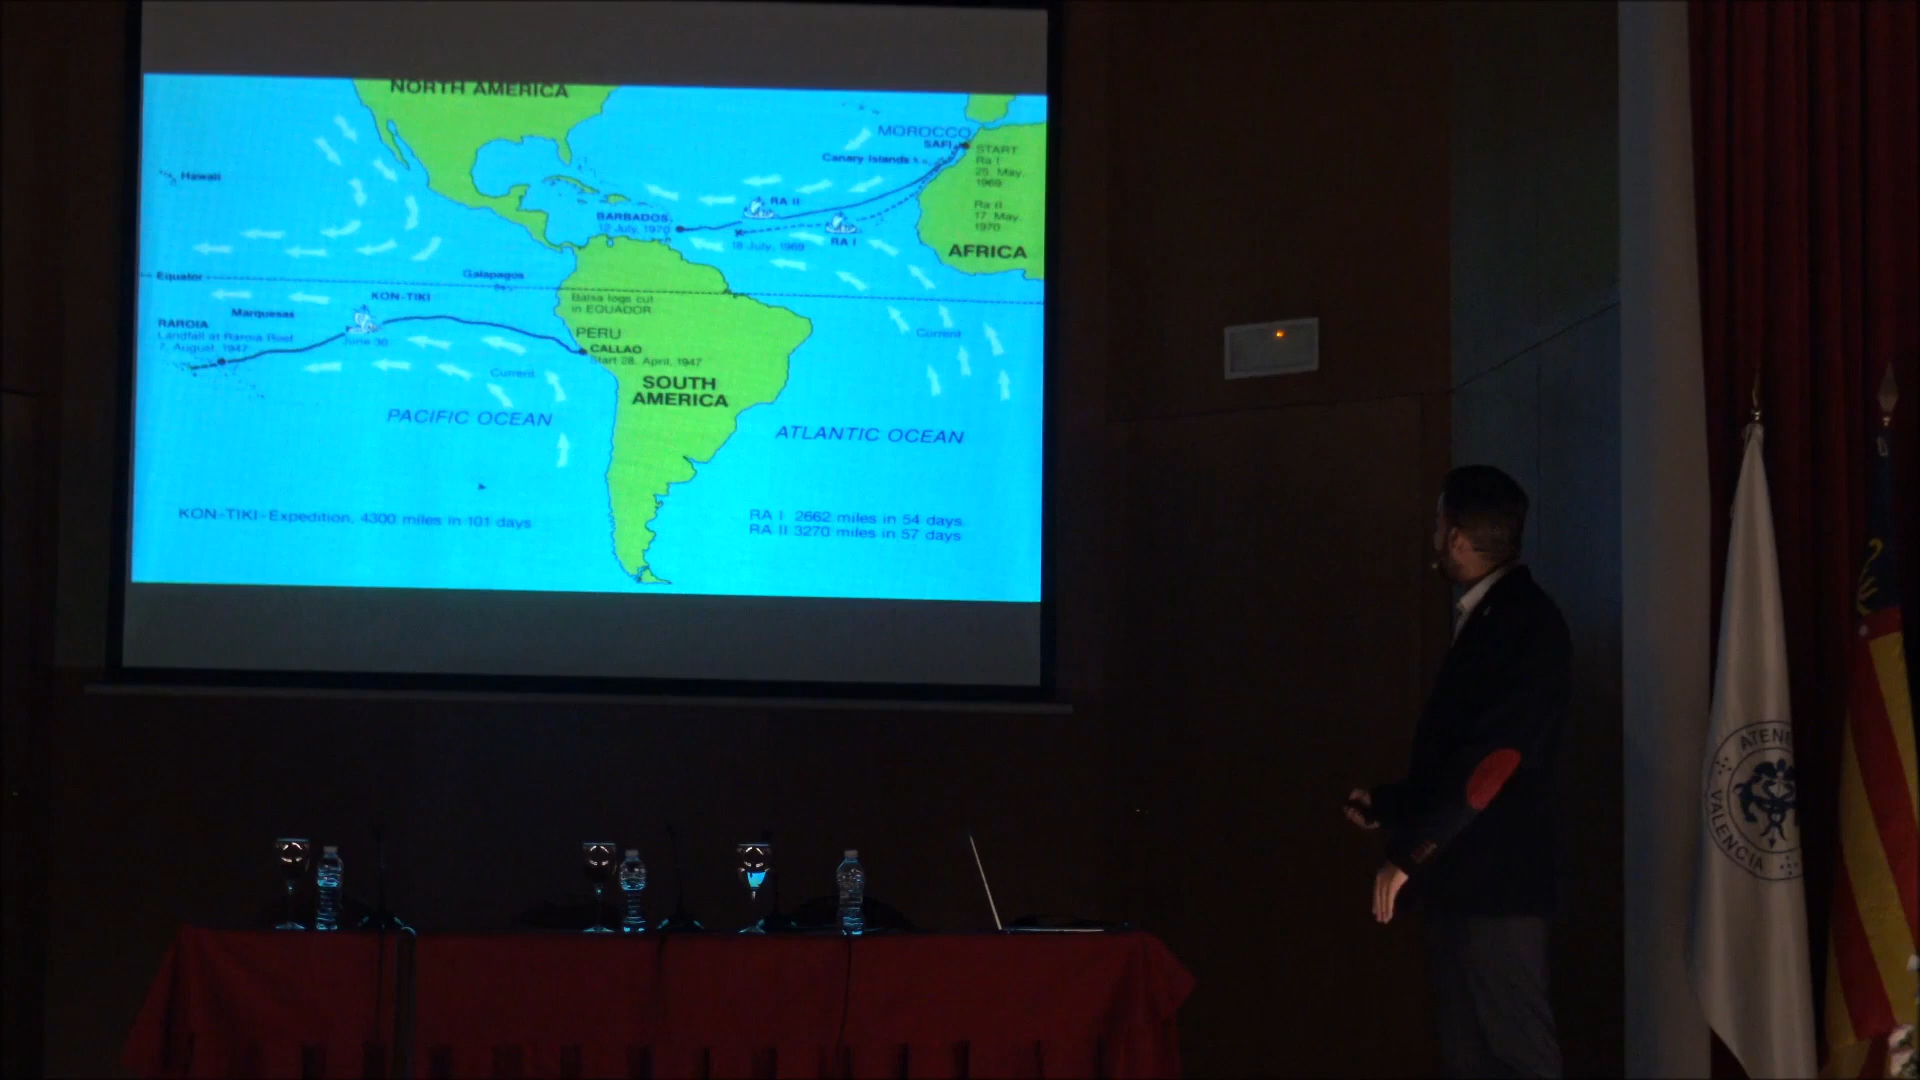 NORTH AMERICA
MOROCCO
SAFI
START
Ra I
25. May.
1969
Ra II
17. May.
1970
Canary Islands
Hawaii
RA II
BARBADOS
12 July, 1970
RA I
18 July, 1969
AFRICA
Equator
Galapagos
KON-TIKI
Balsa logs cut
in EQUADOR
Marquesas
RAROIA
Landfall at Raroia Reef
7. August, 1947
June 30
PERU
CALLAO
Start 28. April, 1947
Current
Current
SOUTH
AMERICA
PACIFIC OCEAN
ATLANTIC OCEAN
KON-TIKI-Expedition, 4300 miles in 101 days
RA I 2662 miles in 54 days
RA II 3270 miles in 57 days
ATENE
VALENCIA